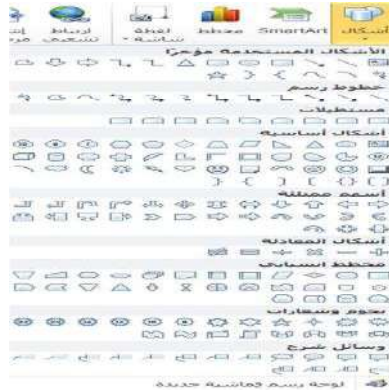 أشكال SmartArt مخطط لقطة شاشة ارتباط تشعبي
الأشكال المستخدمة مؤخرًا
خطوط رسم
مستطيلات
أشكال أساسية
أسهم ممتلئة
أشكال المعادلة
مخطط انسيابي
نجوم وشعارات
وسائل شرح
لوحة رسم قماشية جديدة